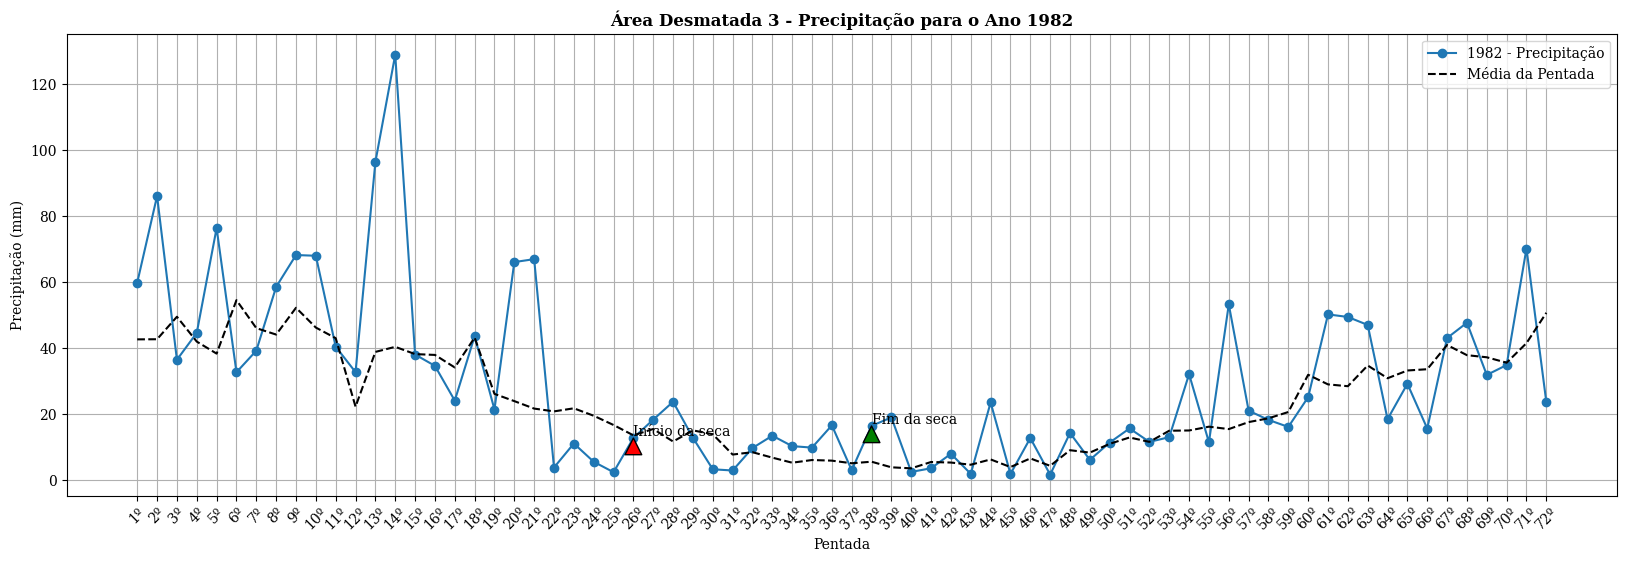 Área Desmatada 3 - Precipitação para o Ano 1982
1982 - Precipitação
Média da Pentada
Precipitação (mm)
120
100
80
60
40
20
0
Início da seca
Fim da seca
1º 2º 3º 4º 5º 6º 7º 8º 9º 10º 11º 12º 13º 14º 15º 16º 17º 18º 19º 20º 21º 22º 23º 24º 25º 26º 27º 28º 29º 30º 31º 32º 33º 34º 35º 36º 37º 38º 39º 40º 41º 42º 43º 44º 45º 46º 47º 48º 49º 50º 51º 52º 53º 54º 55º 56º 57º 58º 59º 60º 61º 62º 63º 64º 65º 66º 67º 68º 69º 70º 71º 72º
Pentada